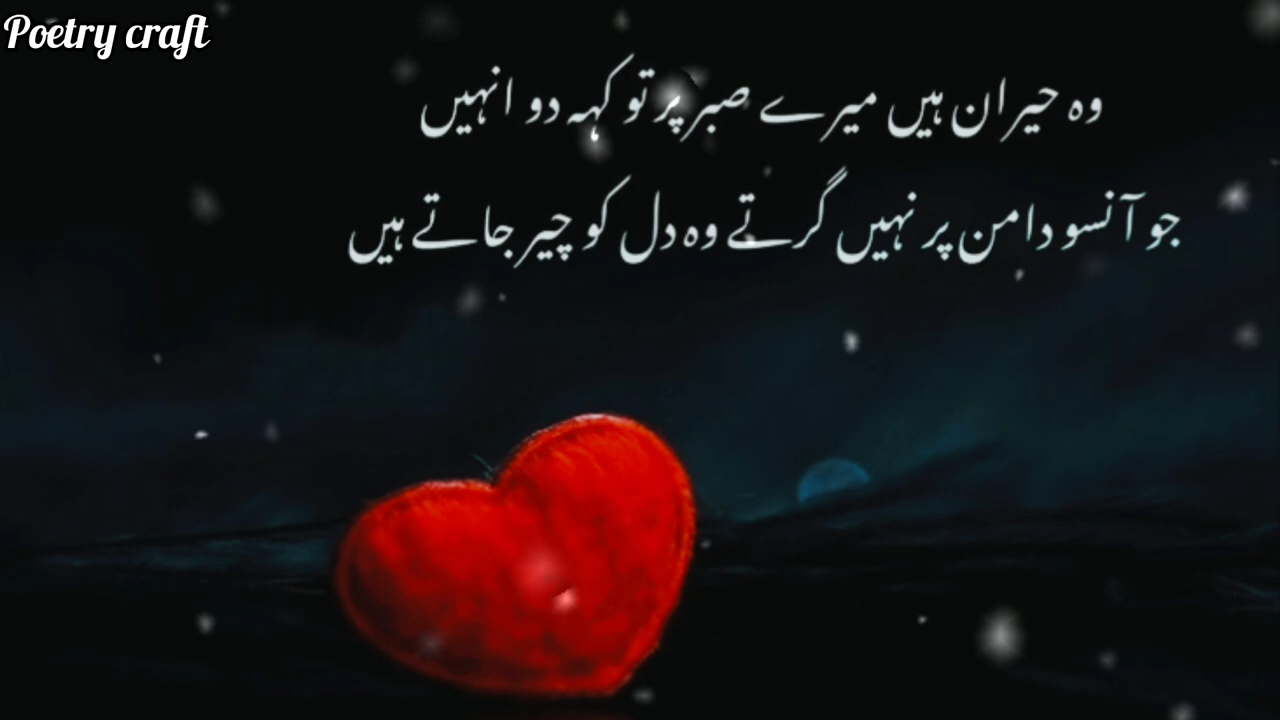 Poetry craft
وہ حیران ہیں میرے صبر پر تو کہہ دو انہیں
جو آنسو دامن پر نہیں گرتے وہ دل کو چیر جاتے ہیں